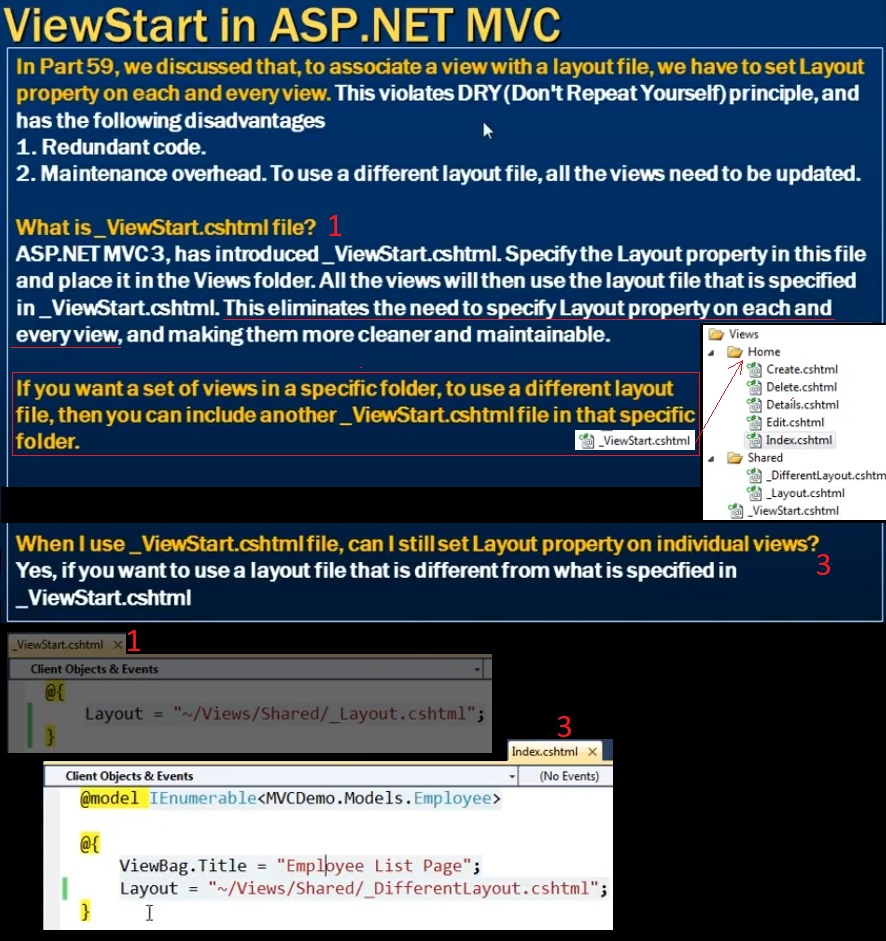 ViewStart in ASP.NET MVC
In Part 59, we discussed that, to associate a view with a layout file, we have to set Layout
property on each and every view. This violates DRY (Don't Repeat Yourself) principle, and
has the following disadvantages
1. Redundant code.
2. Maintenance overhead. To use a different layout file, all the views need to be updated.
What is _ViewStart.cshtml file? 1
ASP.NET MVC 3, has introduced _ViewStart.cshtml. Specify the Layout property in this file
and place it in the Views folder. All the views will then use the layout file that is specified
in _ViewStart.cshtml. This eliminates the need to specify Layout property on each and
every view, and making them more cleaner and maintainable.
If you want a set of views in a specific folder, to use a different layout
file, then you can include another _ViewStart.cshtml file in that specific
folder.
_ViewStart.cshtml
Views
Home
Create.cshtml
Delete.cshtml
Details.cshtml
Edit.cshtml
Index.cshtml
Shared
_DifferentLayout.cshtm
_Layout.cshtml
_ViewStart.cshtml
When I use _ViewStart.cshtml file, can I still set Layout property on individual views?
Yes, if you want to use a layout file that is different from what is specified in 3
_ViewStart.cshtml
_ViewStart.cshtml × 1
Client Objects & Events
@{
Layout = "~/Views/Shared/_Layout.cshtml";
}
3
Index.cshtml ×
Client Objects & Events (No Events)
@model IEnumerable<MVCDemo.Models.Employee>
@{
ViewBag.Title = "Employee List Page";
Layout = "~/Views/Shared/_DifferentLayout.cshtml";
}